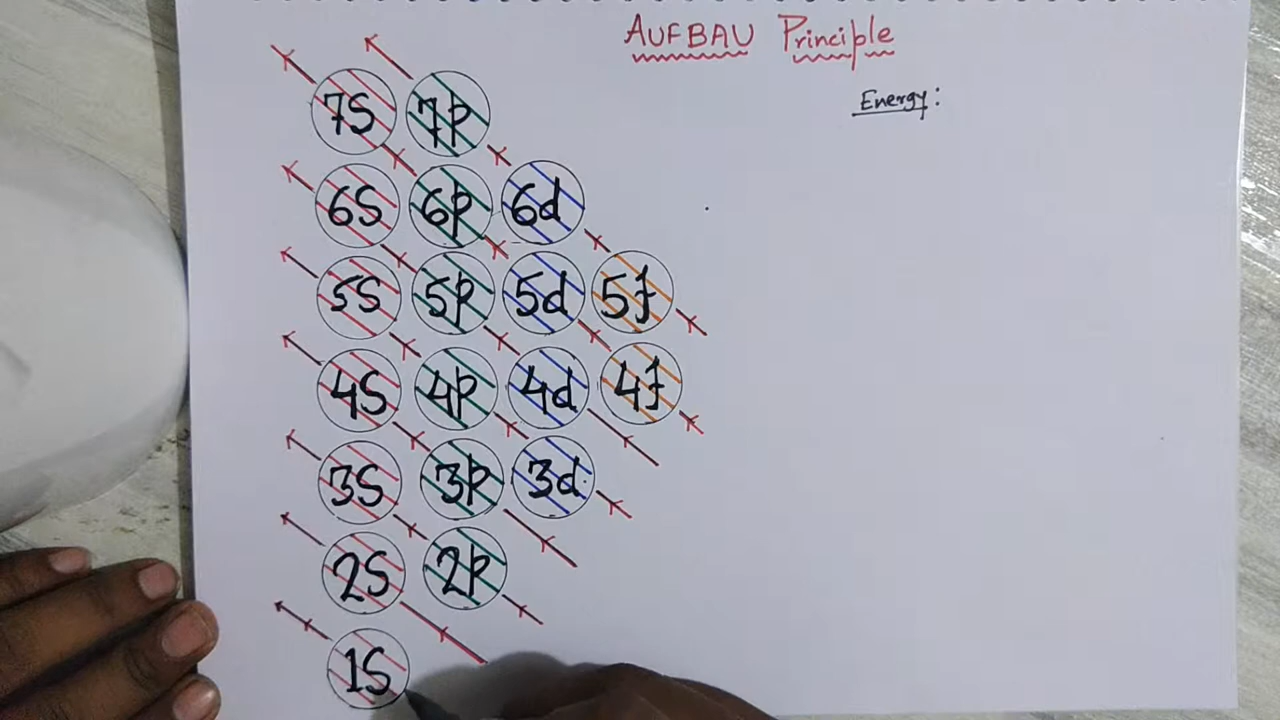 AUFBAU Principle
Energy:
7S 7p
6S 6p 6d
5S 5p 5d 5f
4S 4p 4d 4f
3S 3p 3d
2S 2p
1S